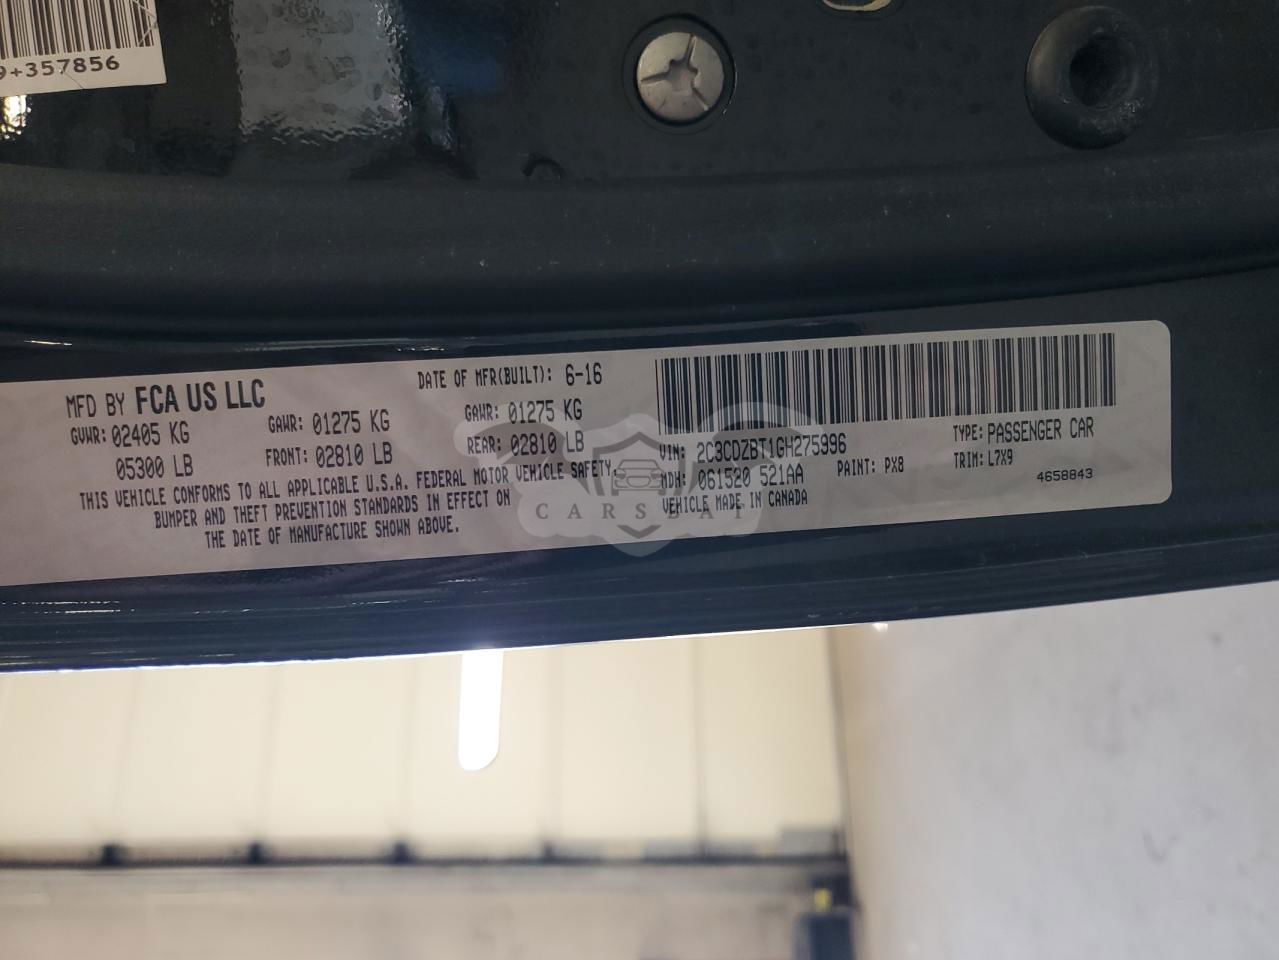 9+357856
MFD BY FCA US LLC
DATE OF MFR(BUILT): 6-16
GVWR: 02405 KG
GAWR: 01275 KG
GAWR: 01275 KG
05300 LB
FRONT: 02810 LB
REAR: 02810 LB
THIS VEHICLE CONFORMS TO ALL APPLICABLE U.S.A. FEDERAL MOTOR VEHICLE SAFETY,
BUMPER AND THEFT PREVENTION STANDARDS IN EFFECT ON
THE DATE OF MANUFACTURE SHOWN ABOVE.
VIN: 2C3CDZBT1GH275996
TYPE: PASSENGER CAR
MDH: 061520 521AA
PAINT: PX8
TRIM: L7X9
VEHICLE MADE IN CANADA
4658843
CARSBAT